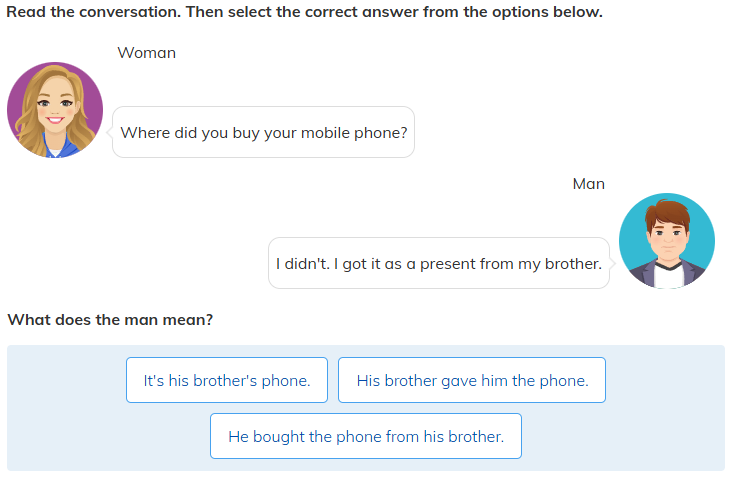 Read the conversation. Then select the correct answer from the options below.
Woman
Where did you buy your mobile phone?
Man
I didn't. I got it as a present from my brother.
What does the man mean?
It's his brother's phone.
His brother gave him the phone.
He bought the phone from his brother.